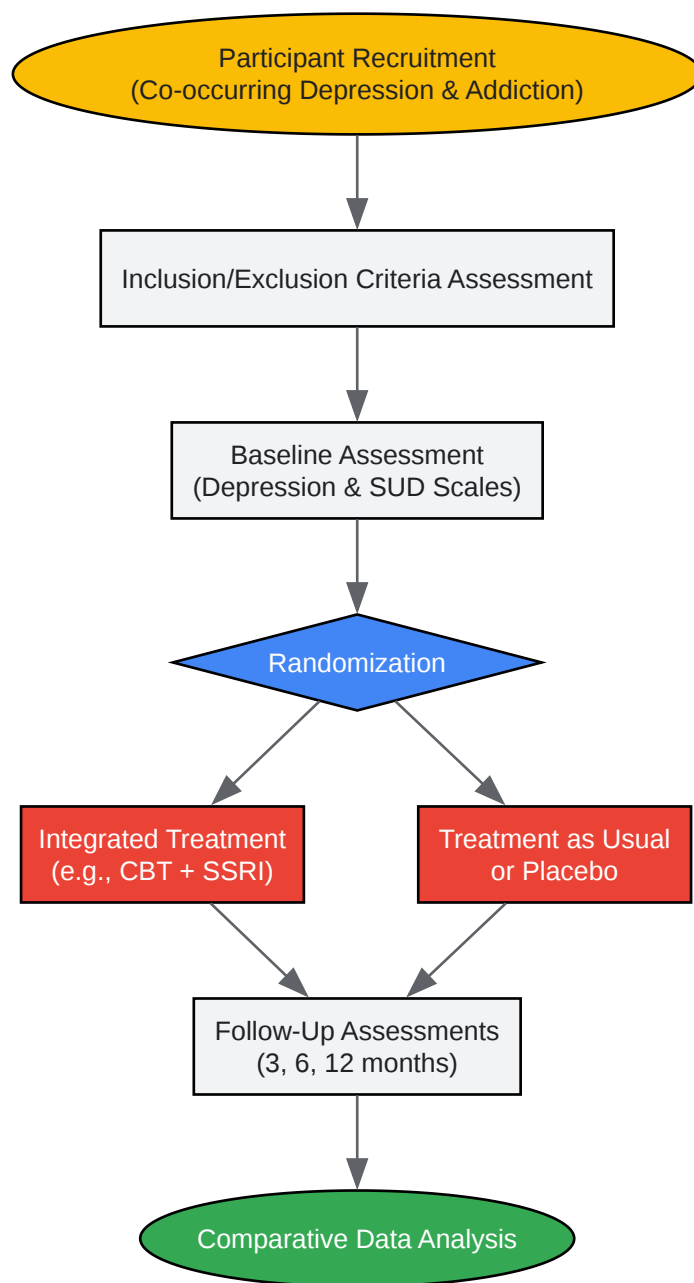 Participant Recruitment
(Co-occurring Depression & Addiction)
Inclusion/Exclusion Criteria Assessment
Baseline Assessment
(Depression & SUD Scales)
Randomization
Integrated Treatment
(e.g., CBT + SSRI)
Treatment as Usual
or Placebo
Follow-Up Assessments
(3, 6, 12 months)
Comparative Data Analysis